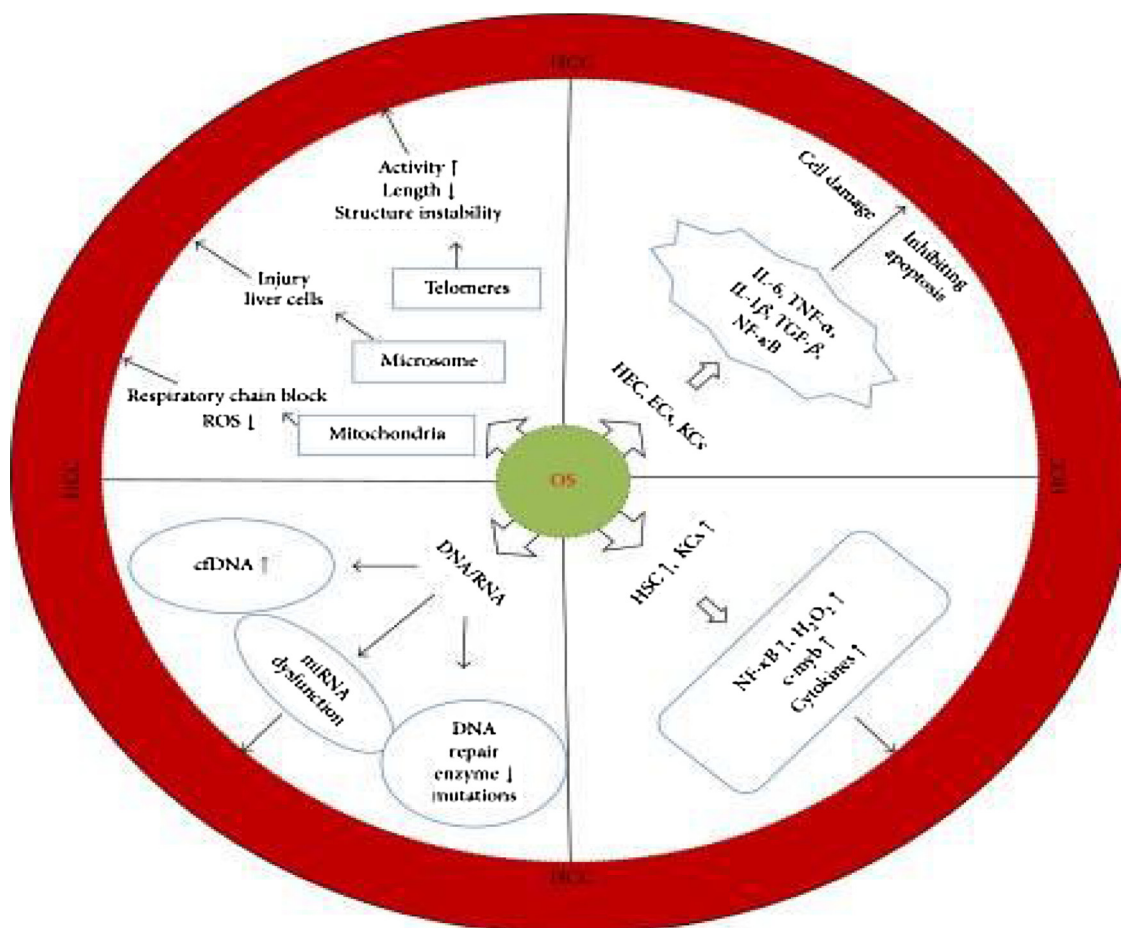 HCC
Activity ↑
Length ↓
Structure instability
Telomeres
Injury
liver cells
Microsome
Respiratory chain block
ROS ↓
Mitochondria
Cell damage
Inhibiting
apoptosis
IL-6, TNF-α,
IL-1β, TGF-β,
NF-κB
HEC, ECs, KCs
OS
HCC
HCC
cfDNA ↑
DNA/RNA
miRNA
dysfunction
DNA
repair
enzyme ↓
mutations
HSC ↑, KCs ↑
NF-κB ↑, H₂O₂ ↑
c-myb ↑
Cytokines ↑
HCC